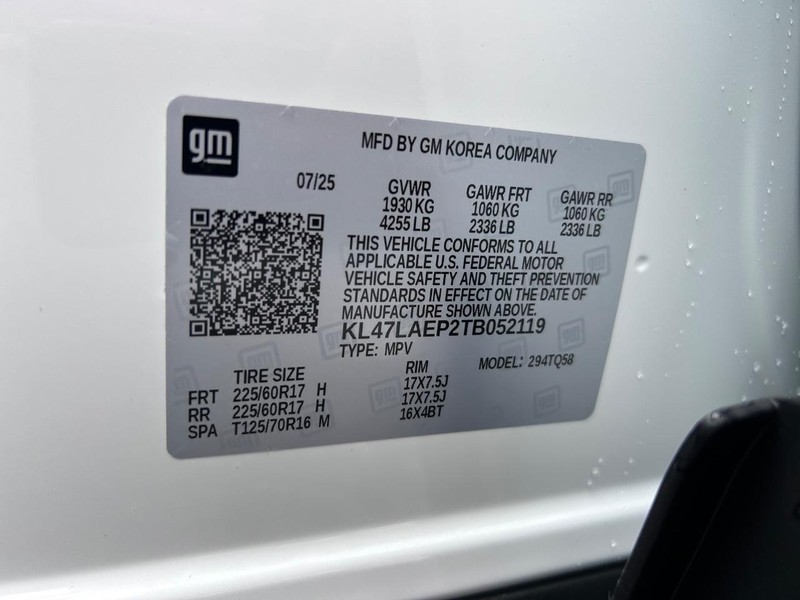 gm
MFD BY GM KOREA COMPANY
07/25
GVWR GAWR FRT GAWR RR
1930 KG 1060 KG 1060 KG
4255 LB 2336 LB 2336 LB
THIS VEHICLE CONFORMS TO ALL
APPLICABLE U.S. FEDERAL MOTOR
VEHICLE SAFETY AND THEFT PREVENTION
STANDARDS IN EFFECT ON THE DATE OF
MANUFACTURE SHOWN ABOVE.
KL47LAEP2TB052119
TYPE: MPV MODEL: 294TQ58
TIRE SIZE RIM
FRT 225/60R17 H 17X7.5J
RR 225/60R17 H 17X7.5J
SPA T125/70R16 M 16X4BT